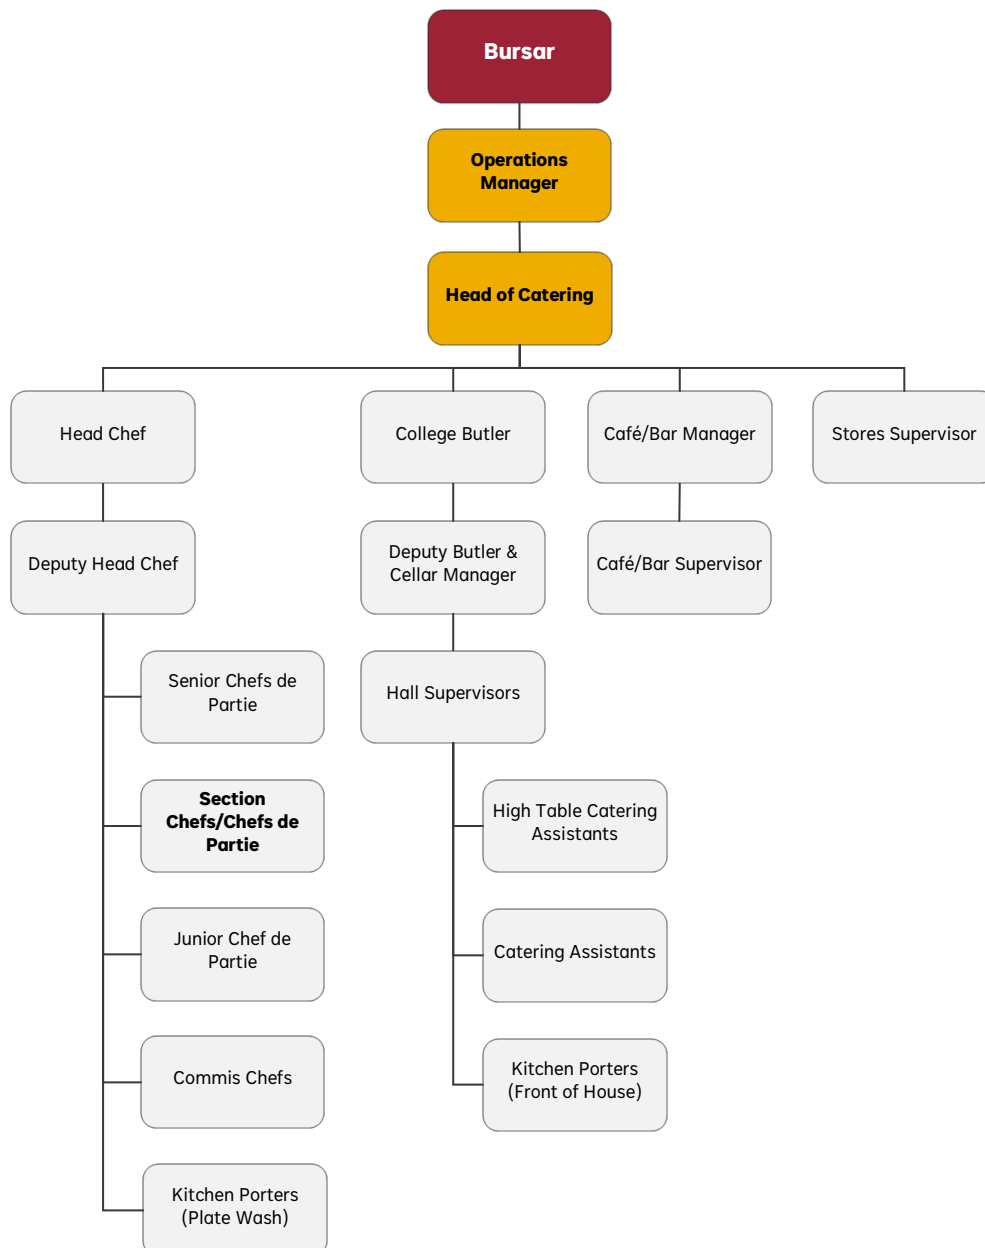 Bursar
Operations
Manager
Head of Catering
Head Chef
College Butler
Café/Bar Manager
Stores Supervisor
Deputy Head Chef
Deputy Butler &
Cellar Manager
Café/Bar Supervisor
Senior Chefs de
Partie
Hall Supervisors
Section
Chefs/Chefs de
Partie
High Table Catering
Assistants
Junior Chef de
Partie
Catering Assistants
Commis Chefs
Kitchen Porters
(Front of House)
Kitchen Porters
(Plate Wash)